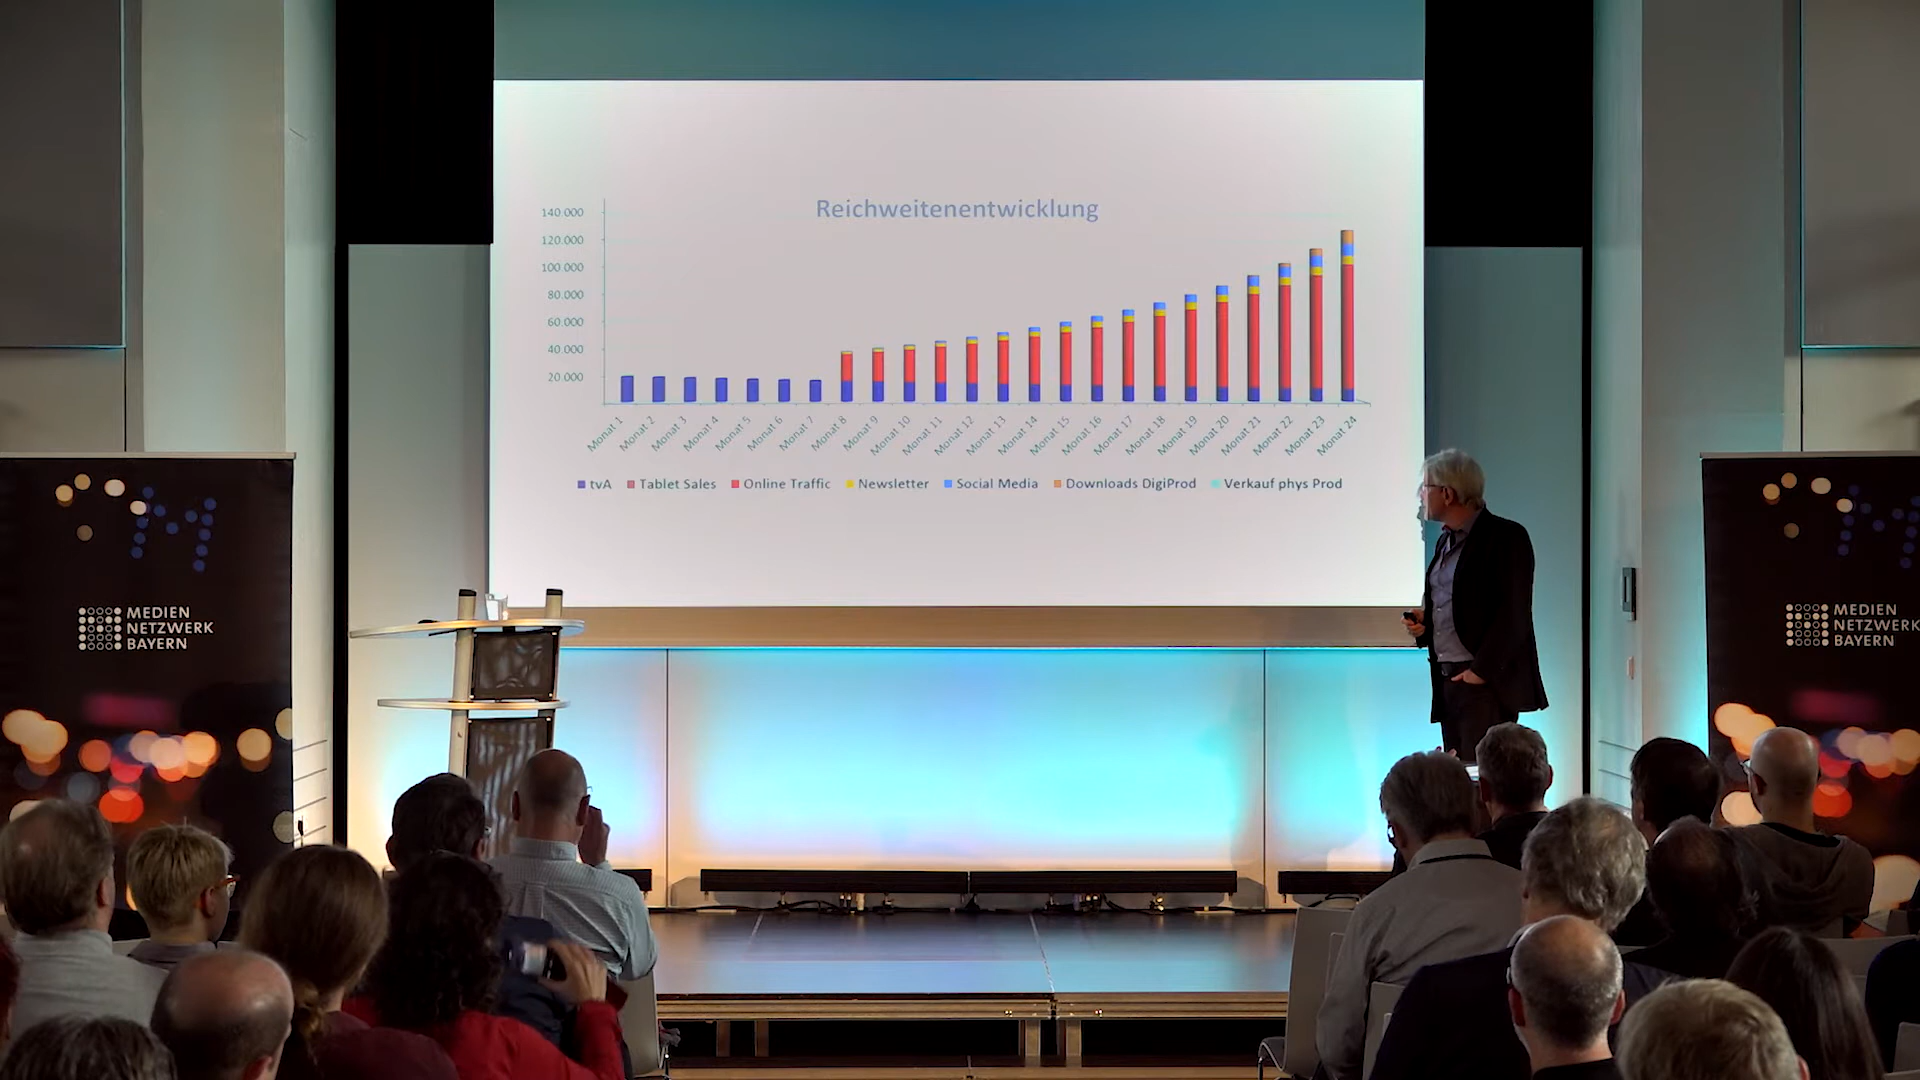 Reichweitenentwicklung
140 000
120.000
100 000
80.000
60.000
40.000
20.000
Monat 1 Monat 2 Monat 3 Monat 4 Monat 5 Monat 6 Monat 7 Monat 8 Monat 9 Monat 10 Monat 11 Monat 12 Monat 13 Monat 14 Monat 15 Monat 16 Monat 17 Monat 18 Monat 19 Monat 20 Monat 21 Monat 22 Monat 23 Monat 24
tvA Tablet Sales Online Traffic Newsletter Social Media Downloads DigiProd Verkauf phys Prod
MEDIEN
NETZWERK
BAYERN
MEDIEN
NETZWERK
BAYERN